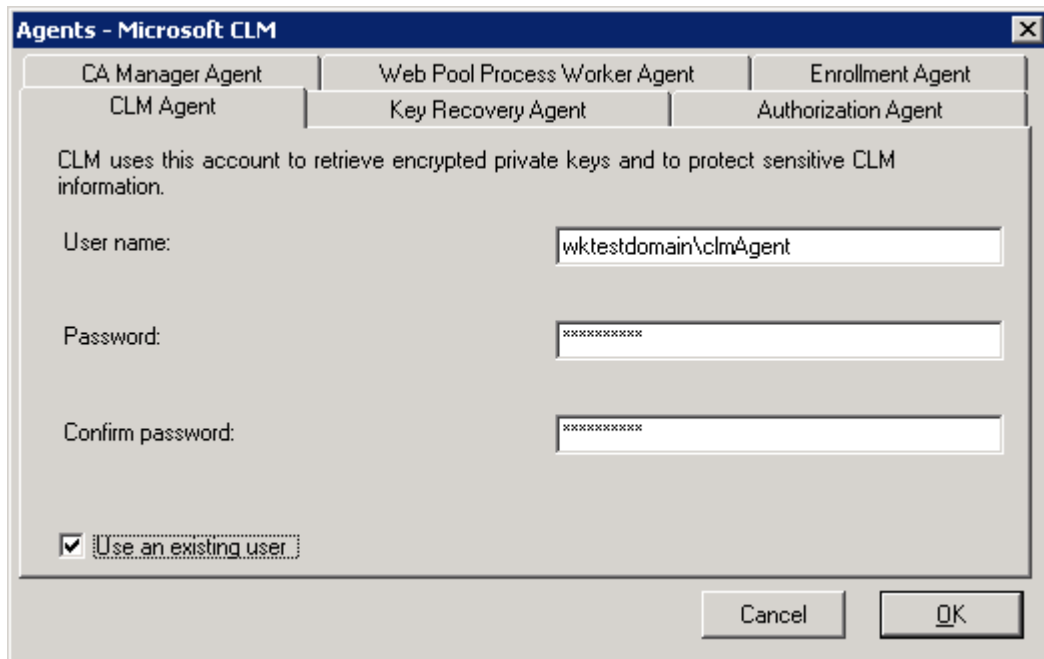 Agents - Microsoft CLM
CA Manager Agent Web Pool Process Worker Agent Enrollment Agent
CLM Agent Key Recovery Agent Authorization Agent
CLM uses this account to retrieve encrypted private keys and to protect sensitive CLM
information.
User name: wktestdomain\clmAgent
Password: **********
Confirm password: **********
Use an existing user
Cancel OK